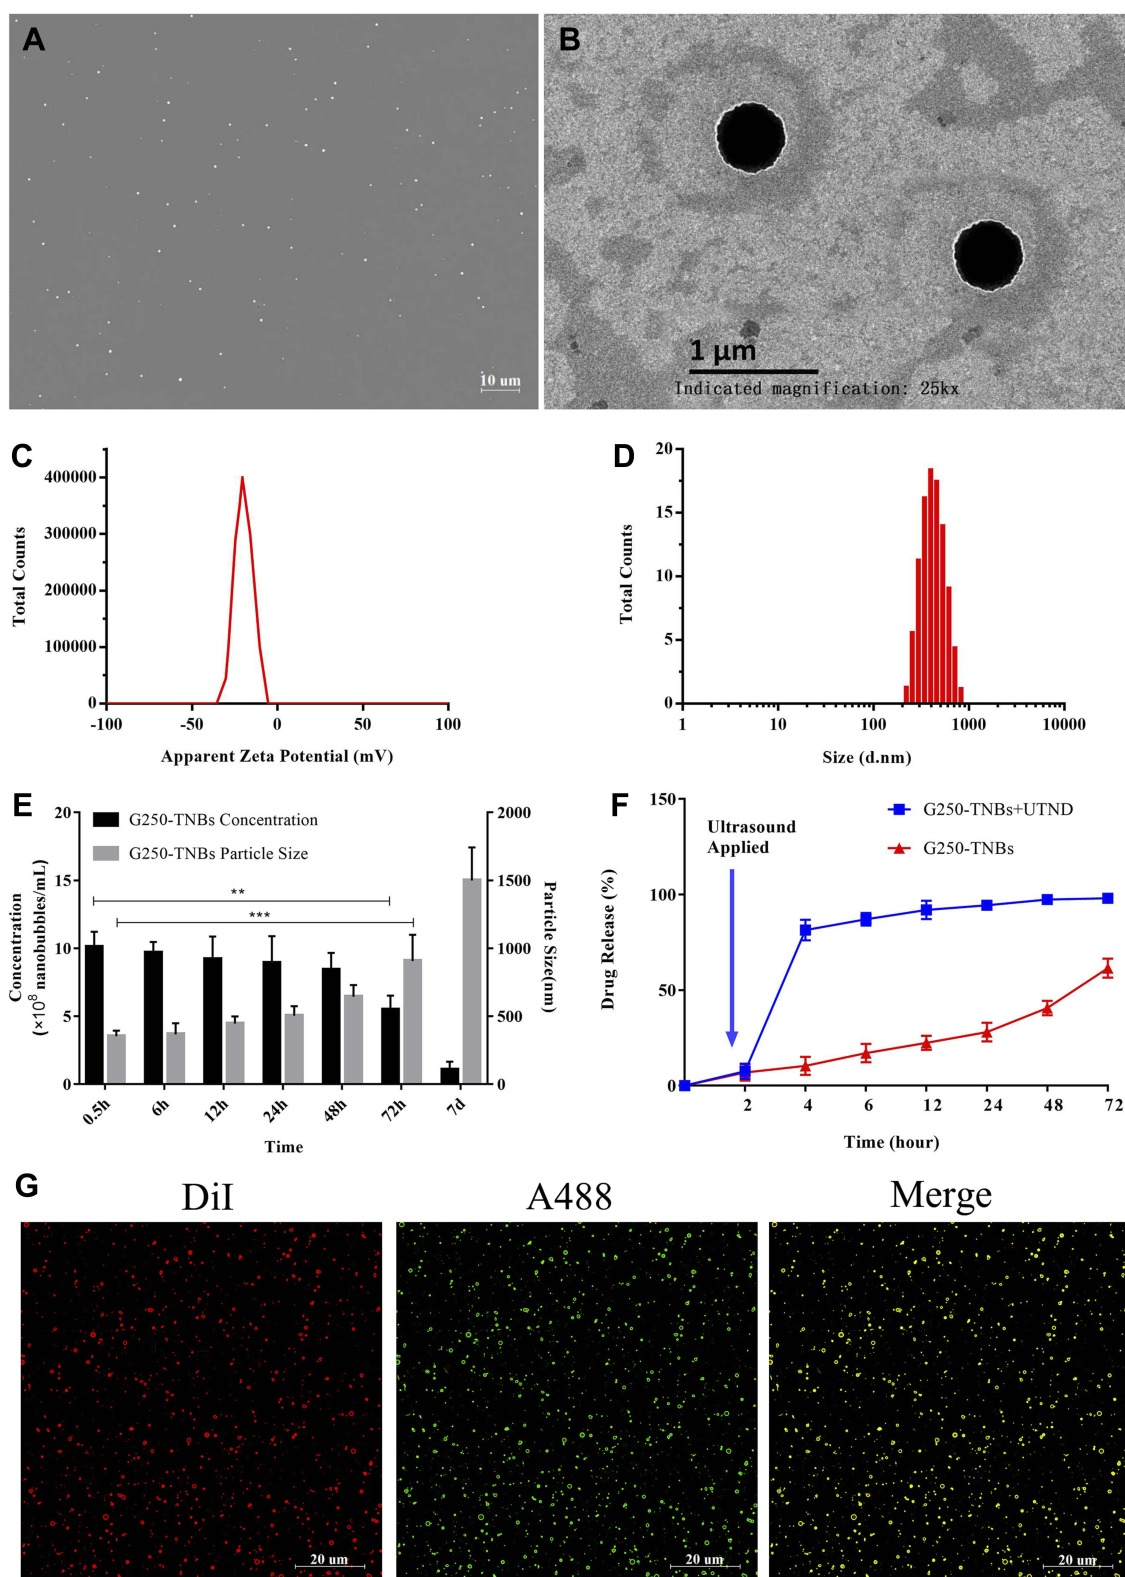 A
10 um
B
1 µm
Indicated magnification: 25kx
C
Total Counts
400000
300000
200000
100000
0
-100
-50
0
50
100
Apparent Zeta Potential (mV)
D
Total Counts
20
15
10
5
0
1
10
100
1000
10000
Size (d.nm)
E
Concentration
(×10⁸ nanobubbles/mL)
20
15
10
5
0
G250-TNBs Concentration
G250-TNBs Particle Size
**
***
2000
1500
1000
500
0
Particle Size(nm)
0.5h
6h
12h
24h
48h
72h
7d
Time
F
Drug Release (%)
150
100
50
0
Ultrasound
Applied
G250-TNBs+UTND
G250-TNBs
2
4
6
12
24
48
72
Time (hour)
G
DiI
A488
Merge
20 um
20 um
20 um